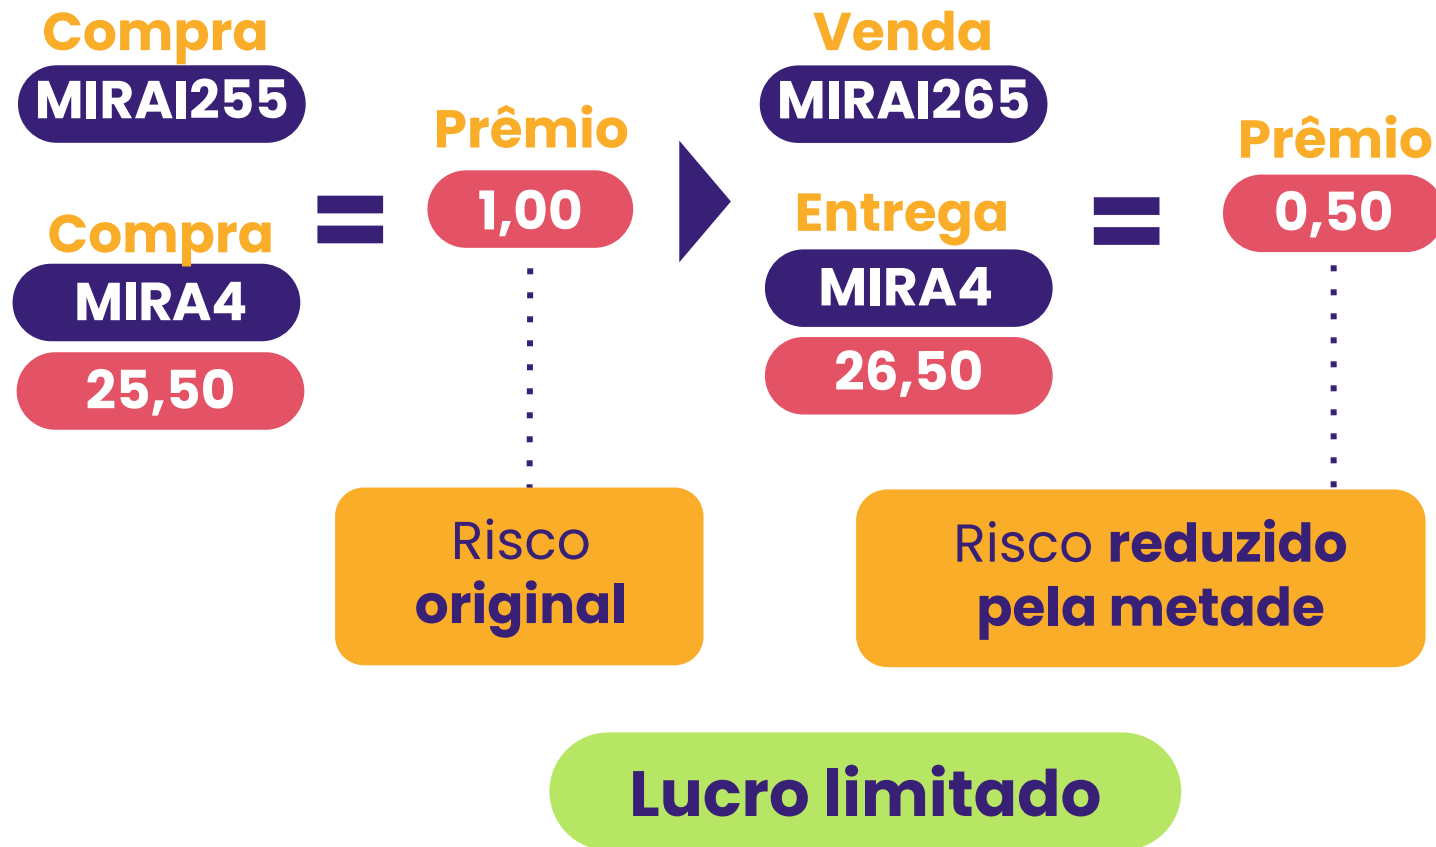 Compra
MIRAI255
Compra
MIRA4
25,50
=
Prêmio
1,00
Risco
original
Venda
MIRAI265
Entrega
MIRA4
26,50
=
Prêmio
0,50
Risco reduzido
pela metade
Lucro limitado